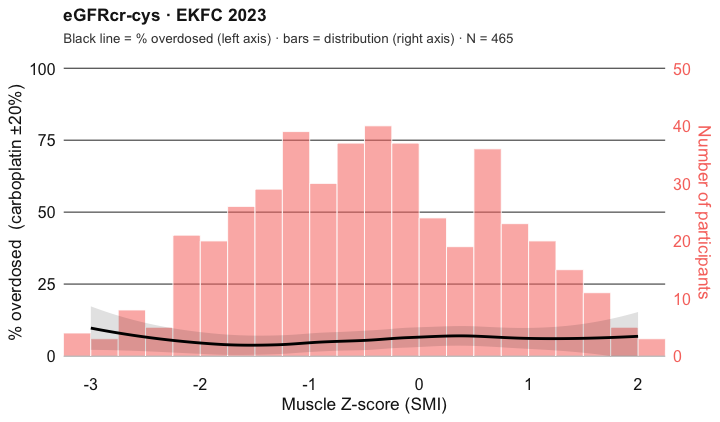 eGFRcr-cys · EKFC 2023
Black line = % overdosed (left axis) · bars = distribution (right axis) · N = 465
% overdosed (carboplatin ±20%)
100
75
50
25
0
50
40
30
20
10
0
Number of participants
-3 -2 -1 0 1 2
Muscle Z-score (SMI)